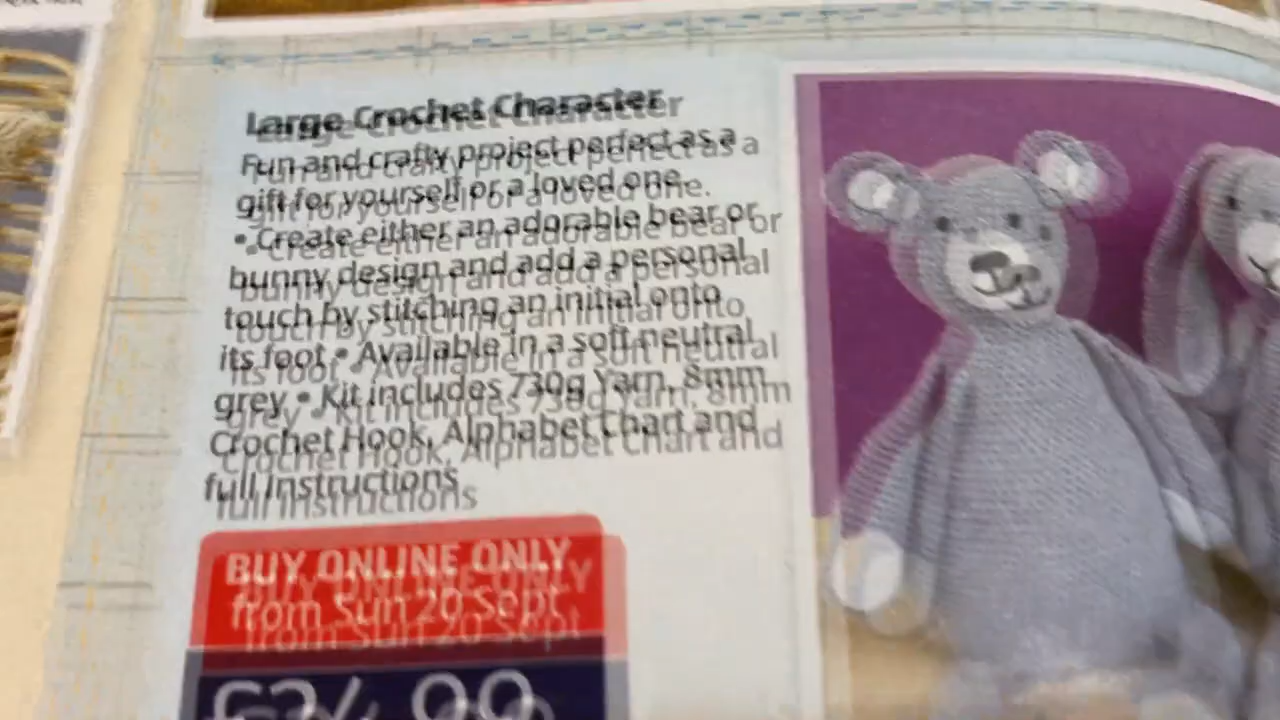 Large Crochet Character
Fun and crafty project perfect as a
gift for yourself or a loved one.
• Create either an adorable bear or
bunny design and add a personal
touch by stitching an initial onto
its foot • Available in a soft neutral
grey • Kit includes 730g Yarn, 8mm
Crochet Hook, Alphabet Chart and
full Instructions
BUY ONLINE ONLY
from Sun 20 Sept